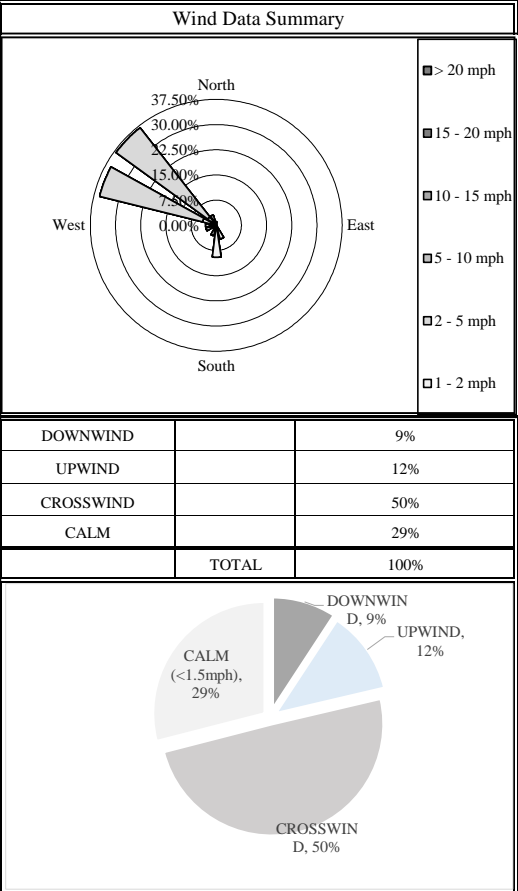 Wind Data Summary
North
37.50%
30.00%
22.50%
15.00%
7.50%
0.00%
West
East
South
> 20 mph
15 - 20 mph
10 - 15 mph
5 - 10 mph
2 - 5 mph
1 - 2 mph
DOWNWIND 9%
UPWIND 12%
CROSSWIND 50%
CALM 29%
TOTAL 100%
DOWNWIN
D, 9%
UPWIND,
12%
CALM
(<1.5mph),
29%
CROSSWIN
D, 50%